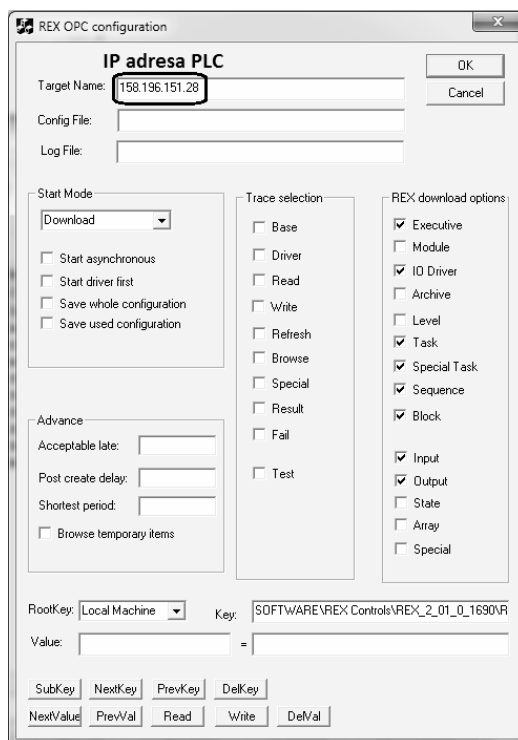 REX OPC configuration
IP adresa PLC
Target Name: 158.196.151.28
OK
Cancel
Config File:
Log File:
Start Mode
Download
Start asynchronous
Start driver first
Save whole configuration
Save used configuration
Advance
Acceptable late:
Post create delay:
Shortest period:
Browse temporary items
Trace selection
Base
Driver
Read
Write
Refresh
Browse
Special
Result
Fail
Test
REX download options
Executive
Module
IO Driver
Archive
Level
Task
Special Task
Sequence
Block
Input
Output
State
Array
Special
RootKey: Local Machine Key: SOFTWARE\REX Controls\REX_2_01_0_1690\R
Value: =
SubKey NextKey PrevKey DelKey
NextValue PrevVal Read Write DelVal